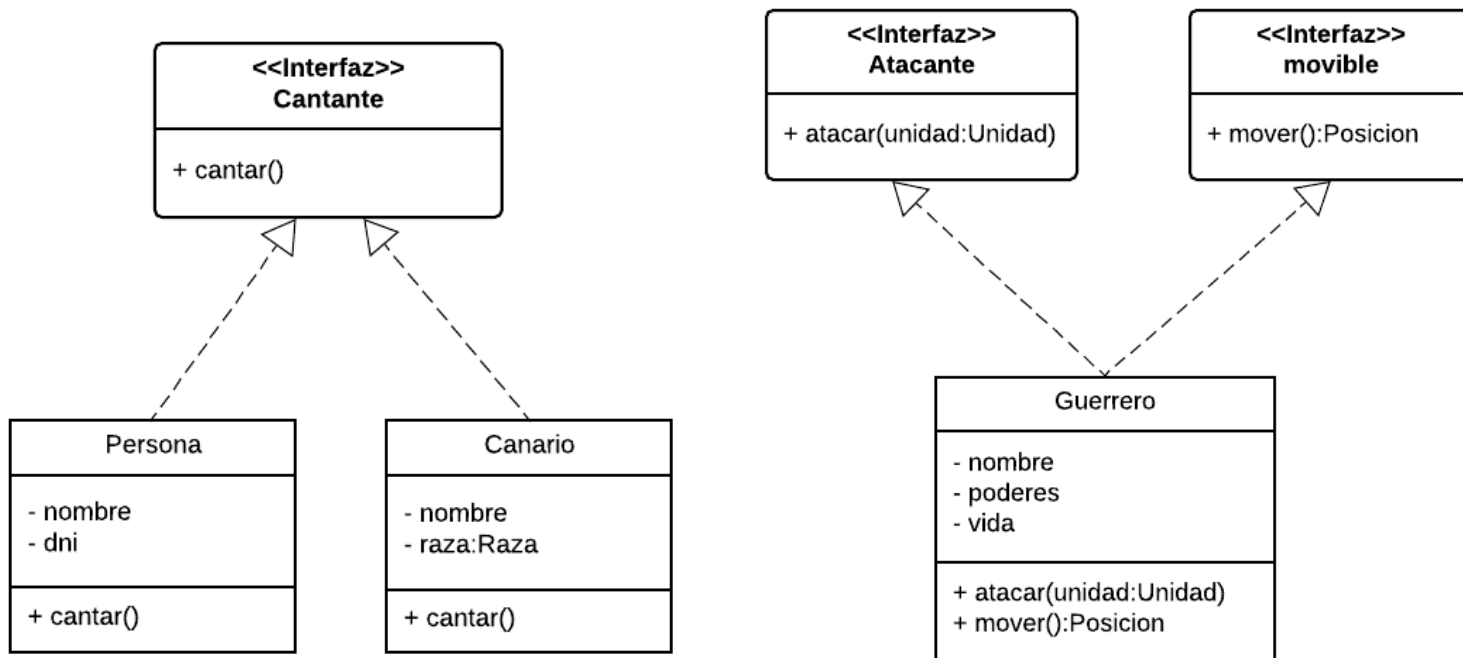 <<Interfaz>>
Cantante
+ cantar()
Persona
- nombre
- dni
+ cantar()
Canario
- nombre
- raza:Raza
+ cantar()
<<Interfaz>>
Atacante
+ atacar(unidad:Unidad)
<<Interfaz>>
movible
+ mover():Posicion
Guerrero
- nombre
- poderes
- vida
+ atacar(unidad:Unidad)
+ mover():Posicion